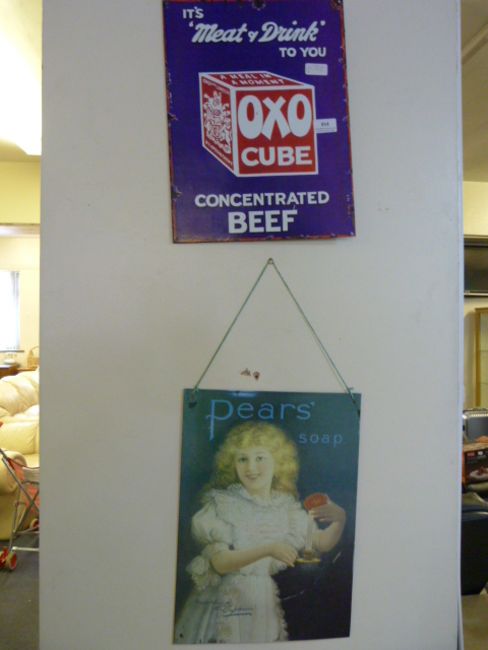 IT'S
'Meat & Drink'
TO YOU
A MEAL IN
A MOMENT
OXO
CUBE
CONCENTRATED
BEEF
Pears'
soap